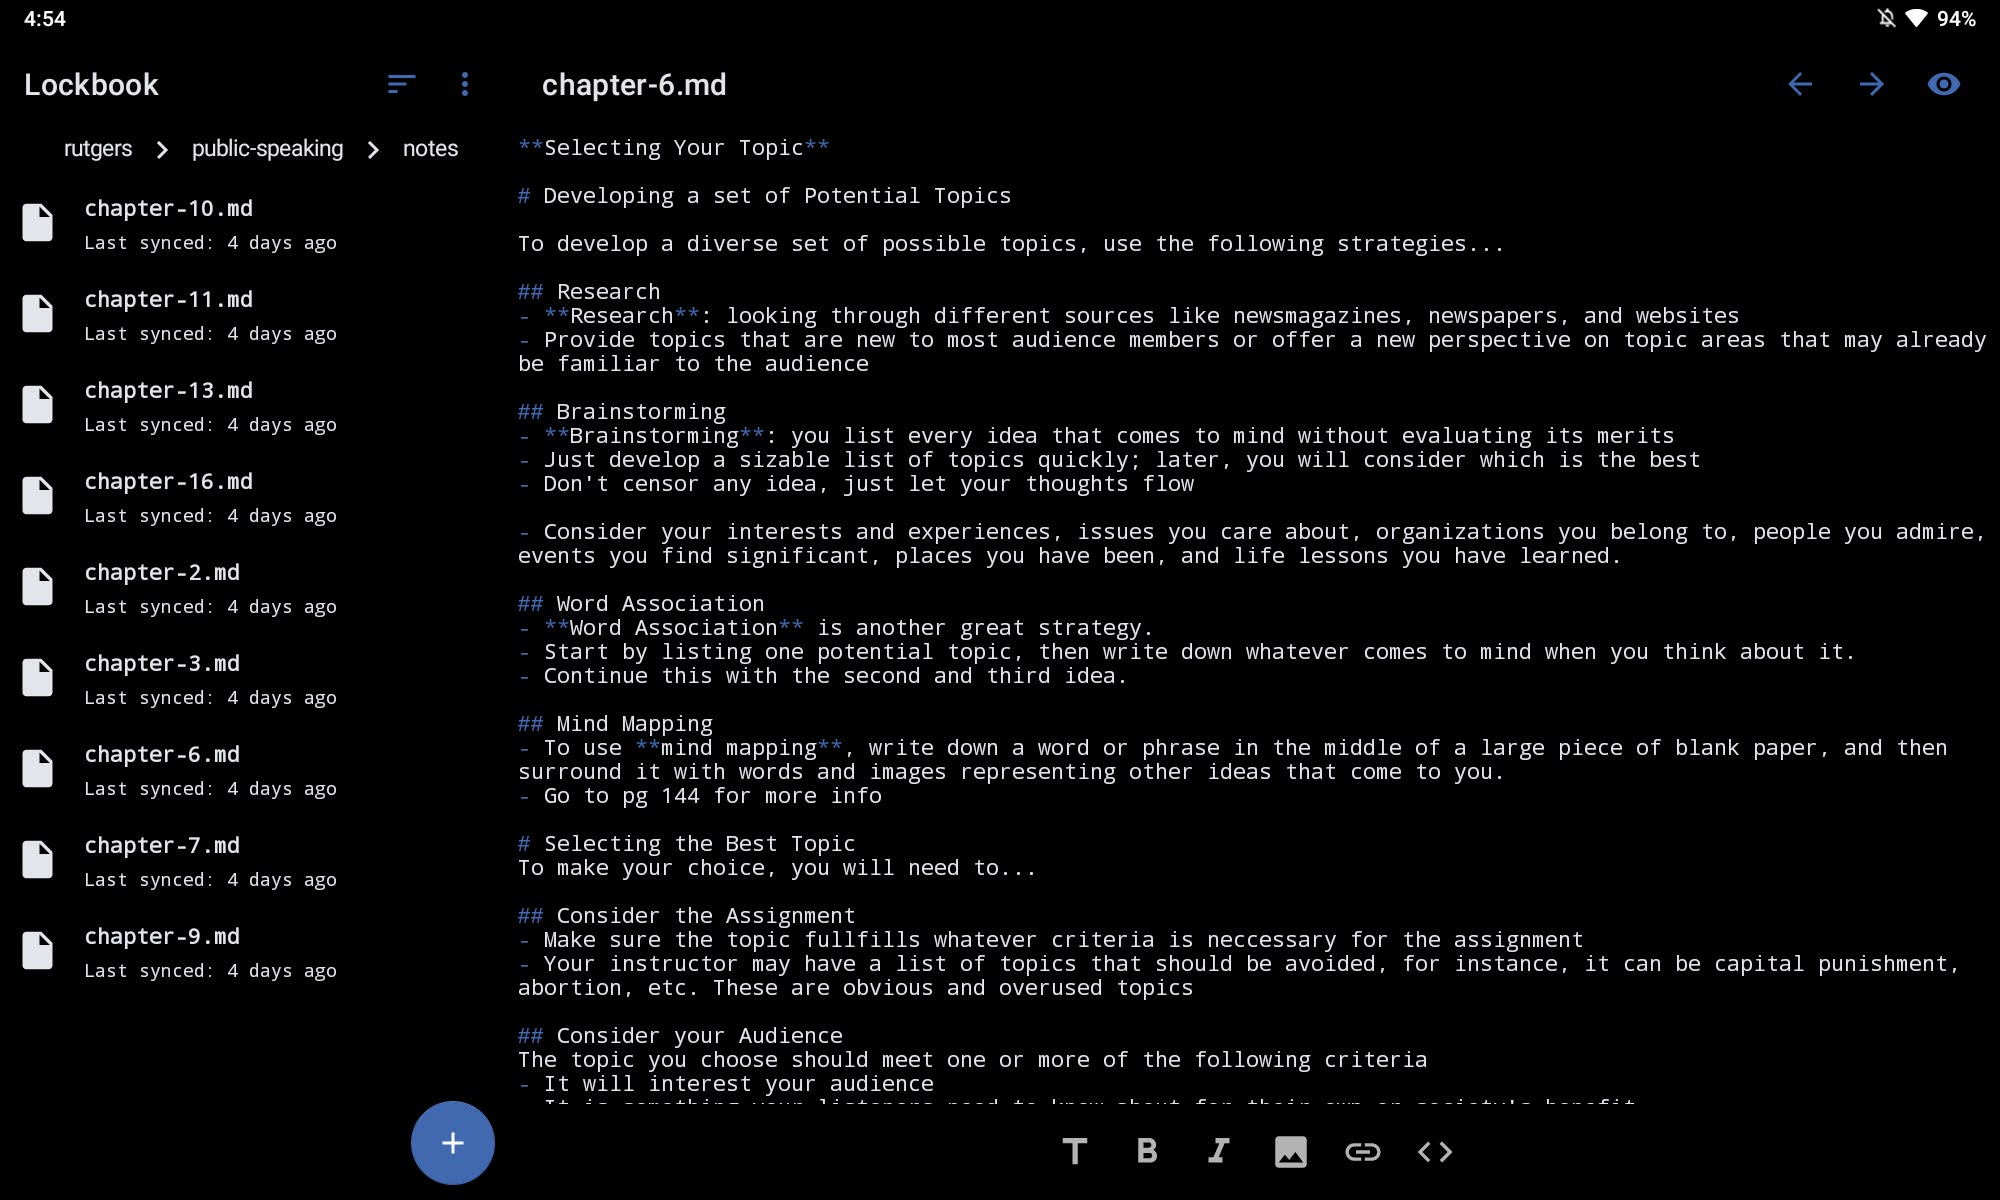 4:54
94%
Lockbook
rutgers
public-speaking
notes
chapter-10.md
Last synced: 4 days ago
chapter-11.md
Last synced: 4 days ago
chapter-13.md
Last synced: 4 days ago
chapter-16.md
Last synced: 4 days ago
chapter-2.md
Last synced: 4 days ago
chapter-3.md
Last synced: 4 days ago
chapter-6.md
Last synced: 4 days ago
chapter-7.md
Last synced: 4 days ago
chapter-9.md
Last synced: 4 days ago
chapter-6.md
**Selecting Your Topic**
# Developing a set of Potential Topics
To develop a diverse set of possible topics, use the following strategies...
## Research
- **Research**: looking through different sources like newsmagazines, newspapers, and websites
- Provide topics that are new to most audience members or offer a new perspective on topic areas that may already
be familiar to the audience
## Brainstorming
- **Brainstorming**: you list every idea that comes to mind without evaluating its merits
- Just develop a sizable list of topics quickly; later, you will consider which is the best
- Don't censor any idea, just let your thoughts flow
- Consider your interests and experiences, issues you care about, organizations you belong to, people you admire,
events you find significant, places you have been, and life lessons you have learned.
## Word Association
- **Word Association** is another great strategy.
- Start by listing one potential topic, then write down whatever comes to mind when you think about it.
- Continue this with the second and third idea.
## Mind Mapping
- To use **mind mapping**, write down a word or phrase in the middle of a large piece of blank paper, and then
surround it with words and images representing other ideas that come to you.
- Go to pg 144 for more info
# Selecting the Best Topic
To make your choice, you will need to...
## Consider the Assignment
- Make sure the topic fullfills whatever criteria is neccessary for the assignment
- Your instructor may have a list of topics that should be avoided, for instance, it can be capital punishment,
abortion, etc. These are obvious and overused topics
## Consider your Audience
The topic you choose should meet one or more of the following criteria
- It will interest your audience
- It is something your listeners need to know about for their own or society's benefit
T B I